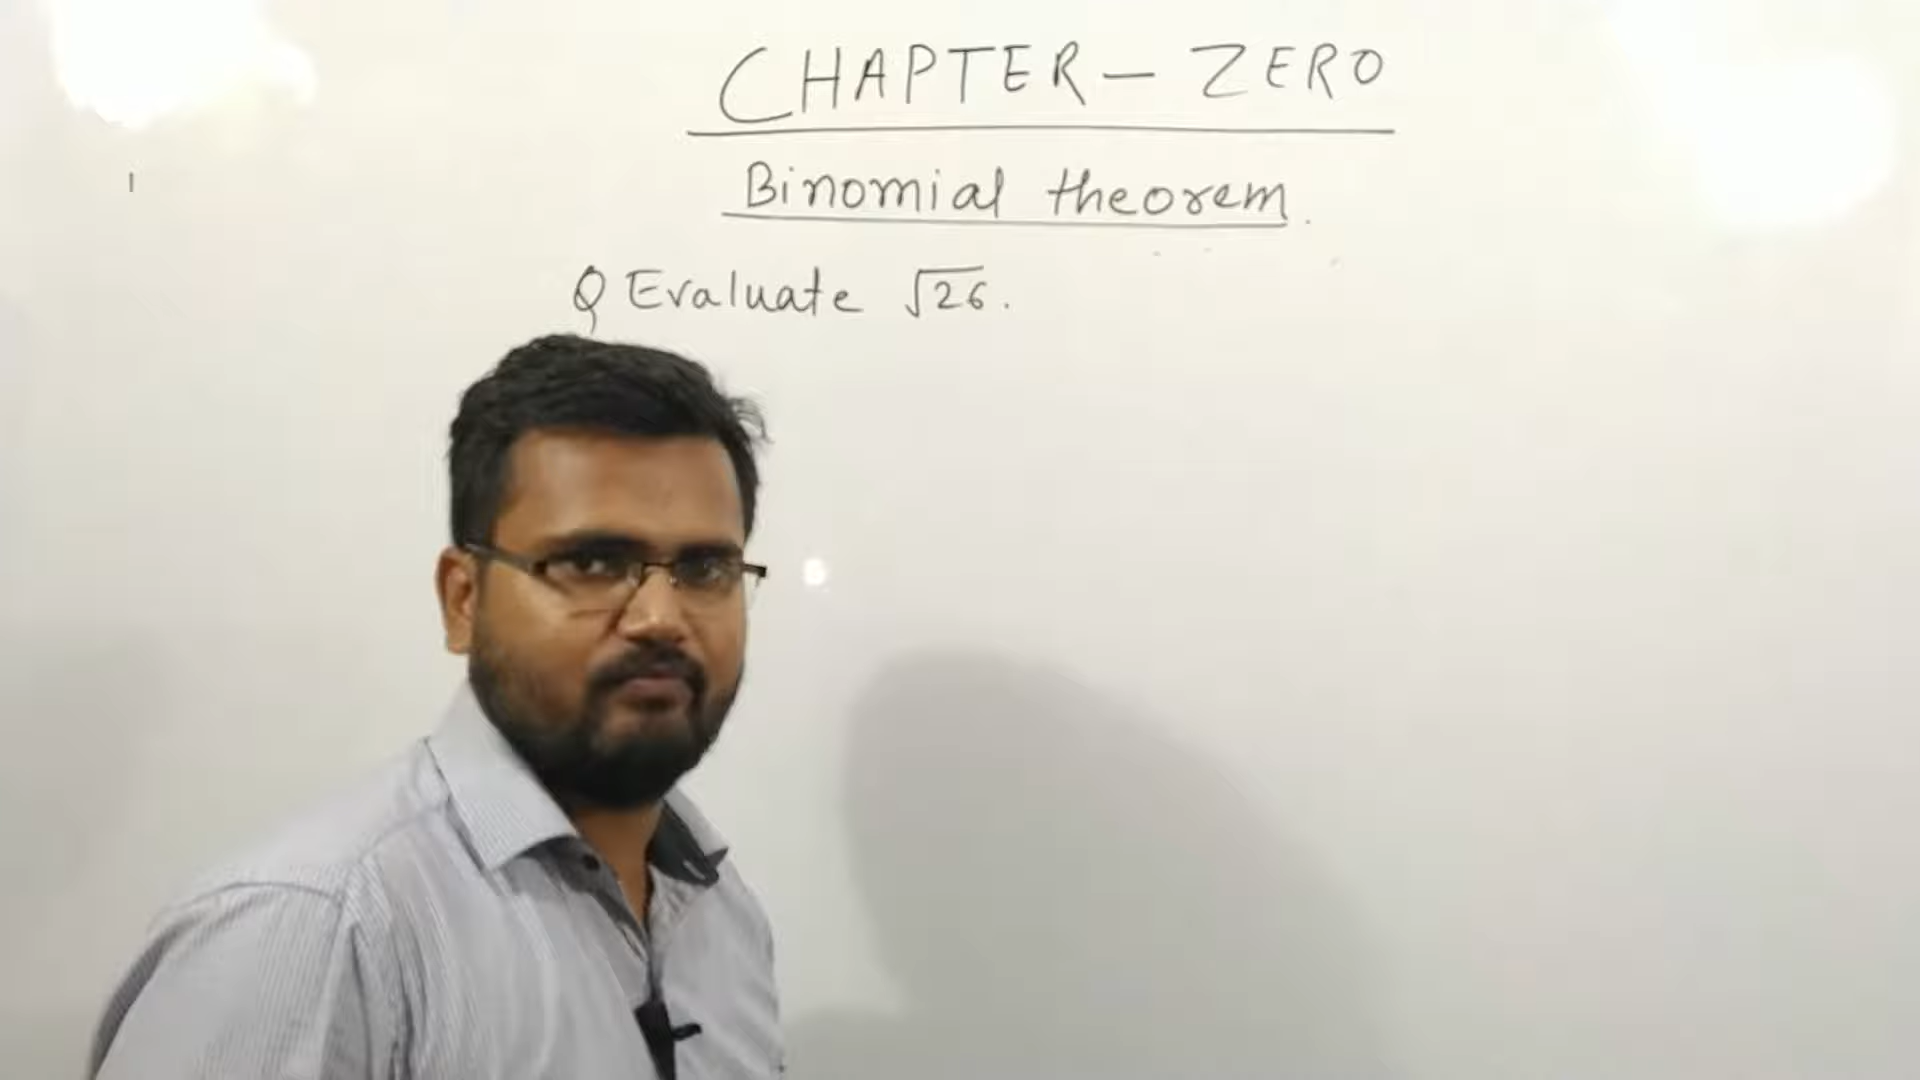 CHAPTER – ZERO
Binomial theorem.
Q Evaluate √26.